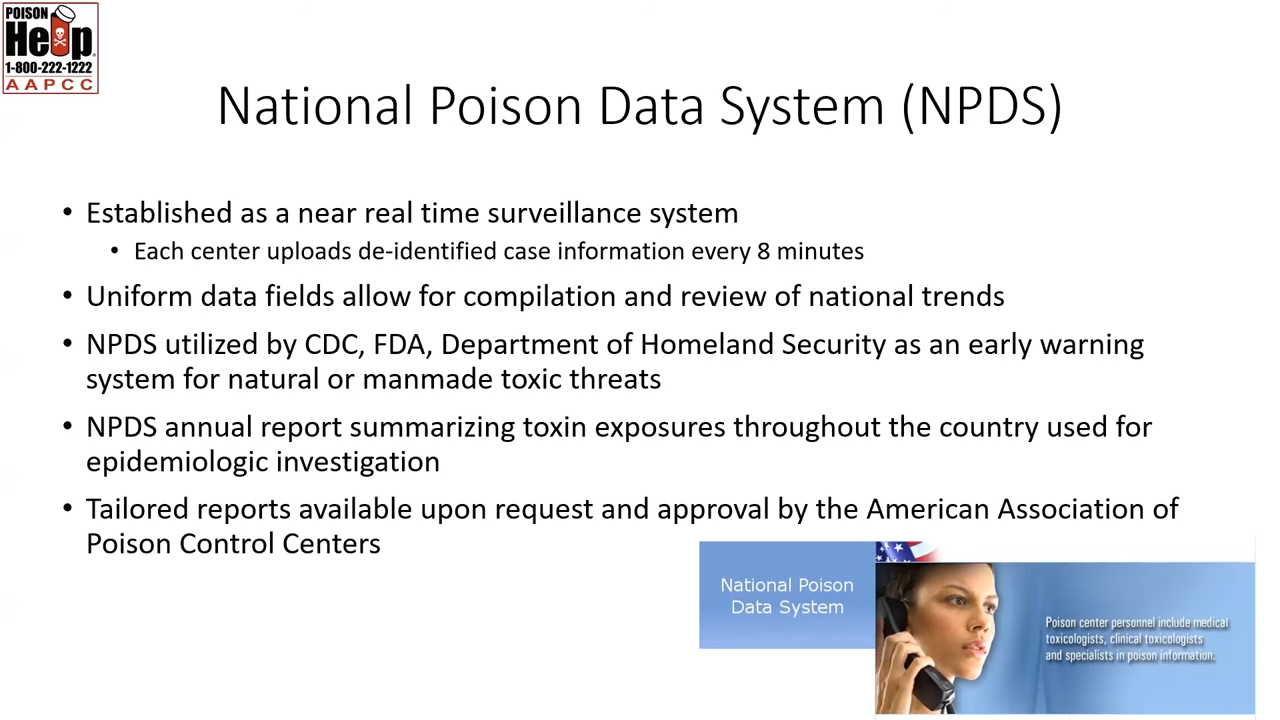 POISON
Help
1-800-222-1222
AAPCC
National Poison Data System (NPDS)
• Established as a near real time surveillance system
• Each center uploads de-identified case information every 8 minutes
• Uniform data fields allow for compilation and review of national trends
• NPDS utilized by CDC, FDA, Department of Homeland Security as an early warning
system for natural or manmade toxic threats
• NPDS annual report summarizing toxin exposures throughout the country used for
epidemiologic investigation
• Tailored reports available upon request and approval by the American Association of
Poison Control Centers
National Poison
Data System
Poison center personnel include medical
toxicologists, clinical toxicologists
and specialists in poison information.